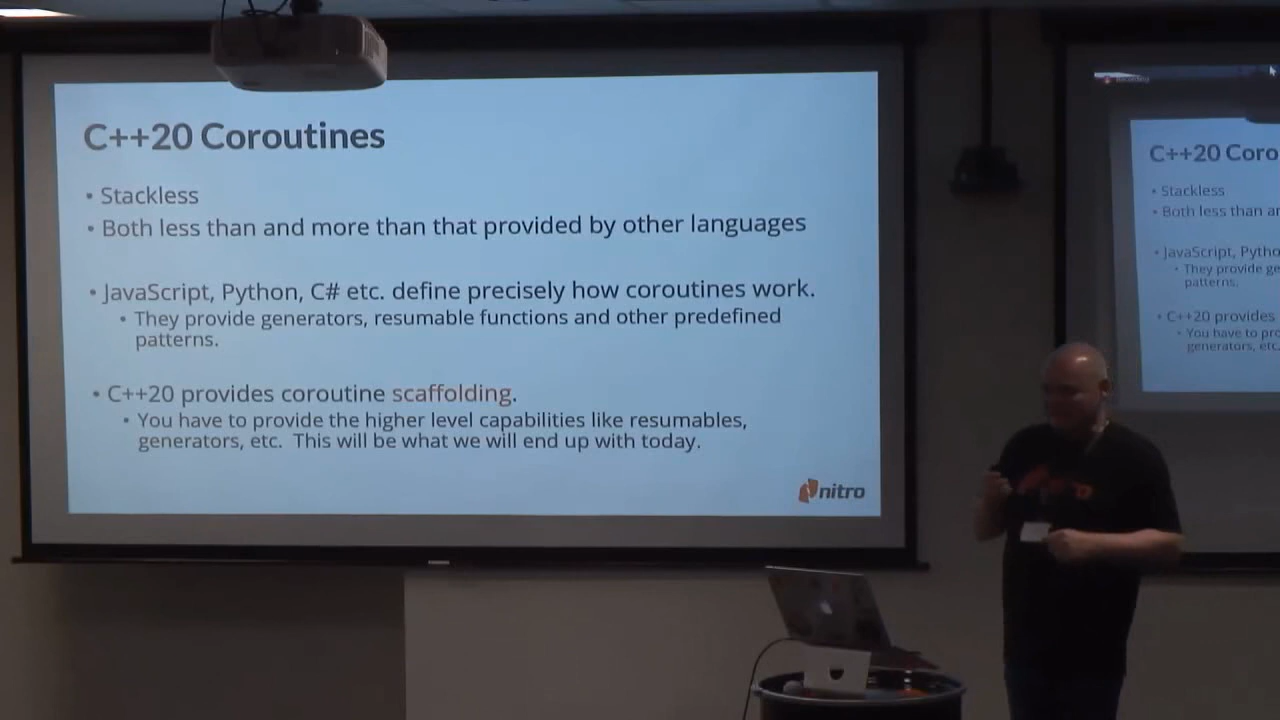 C++20 Coroutines
• Stackless
• Both less than and more than that provided by other languages
• JavaScript, Python, C# etc. define precisely how coroutines work.
• They provide generators, resumable functions and other predefined
patterns.
• C++20 provides coroutine scaffolding.
• You have to provide the higher level capabilities like resumables,
generators, etc. This will be what we will end up with today.
nitro
C++20 Coro
• Stackless
• Both less than an
• JavaScript, Pytho
• They provide ge
patterns.
• C++20 provides
• You have to pro
generators, etc.